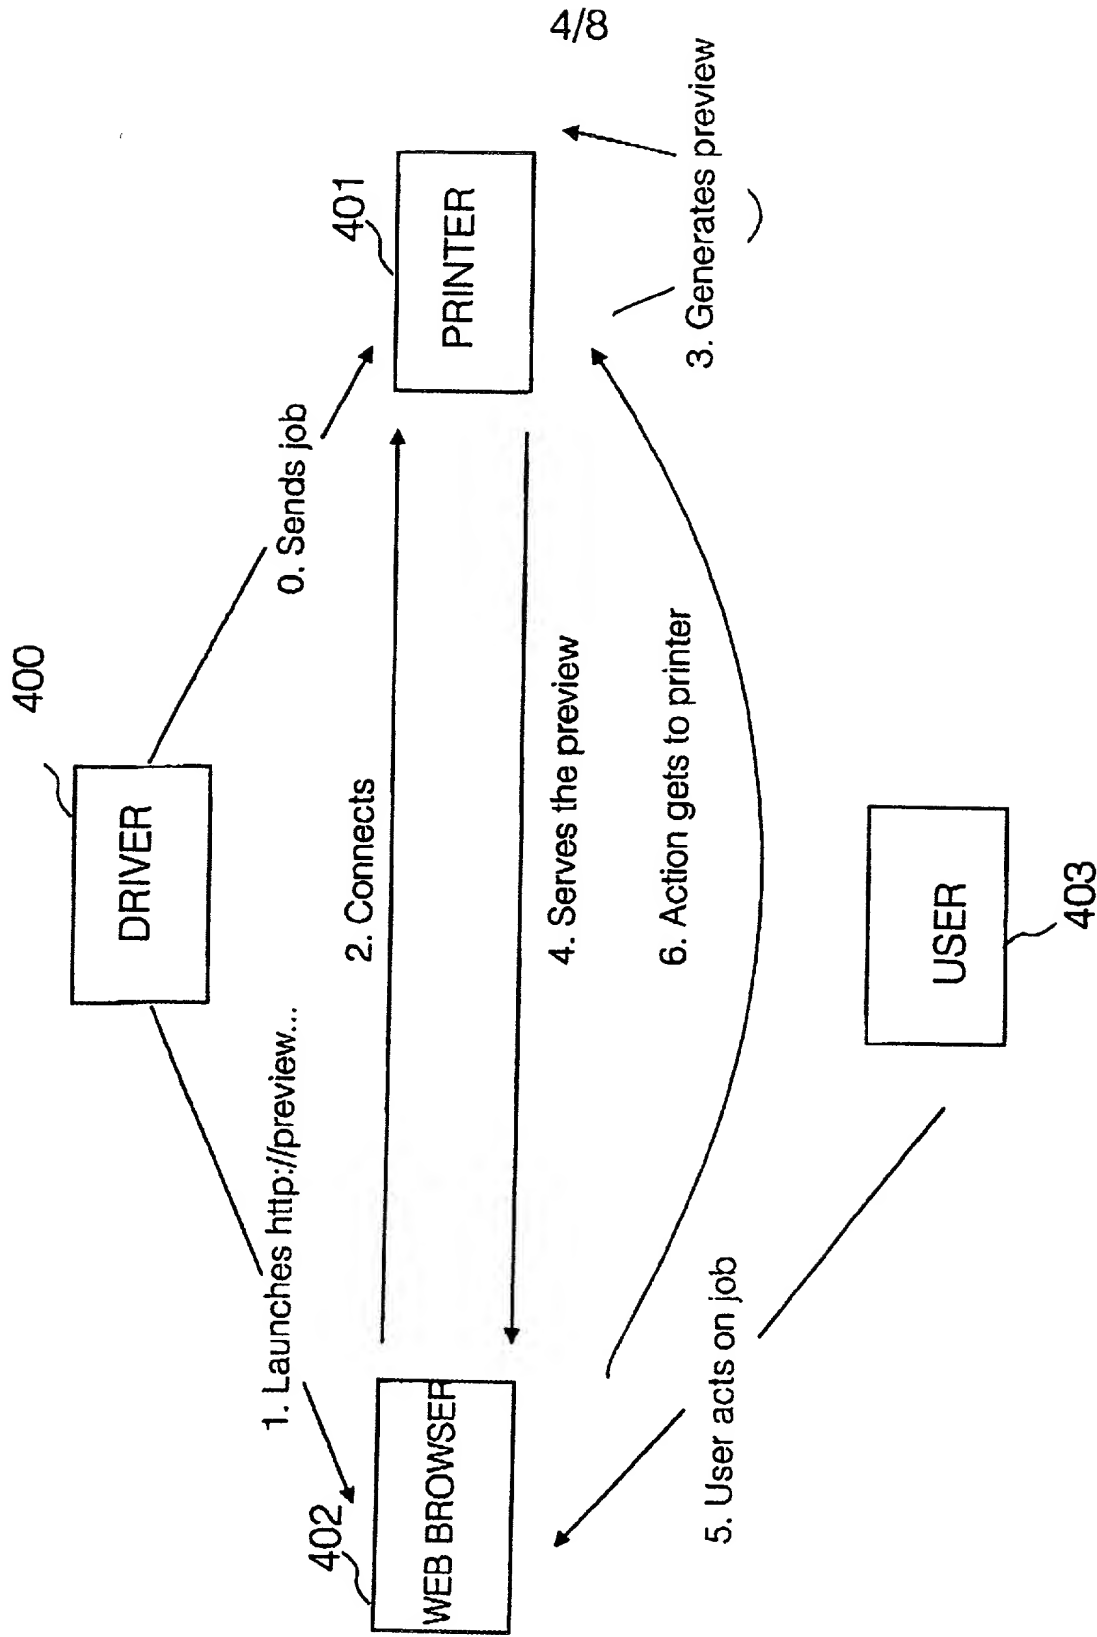 4/8
400
DRIVER
0. Sends job
401
PRINTER
1. Launches http://preview...
2. Connects
402
WEB BROWSER
4. Serves the preview
3. Generates preview
6. Action gets to printer
5. User acts on job
USER
403